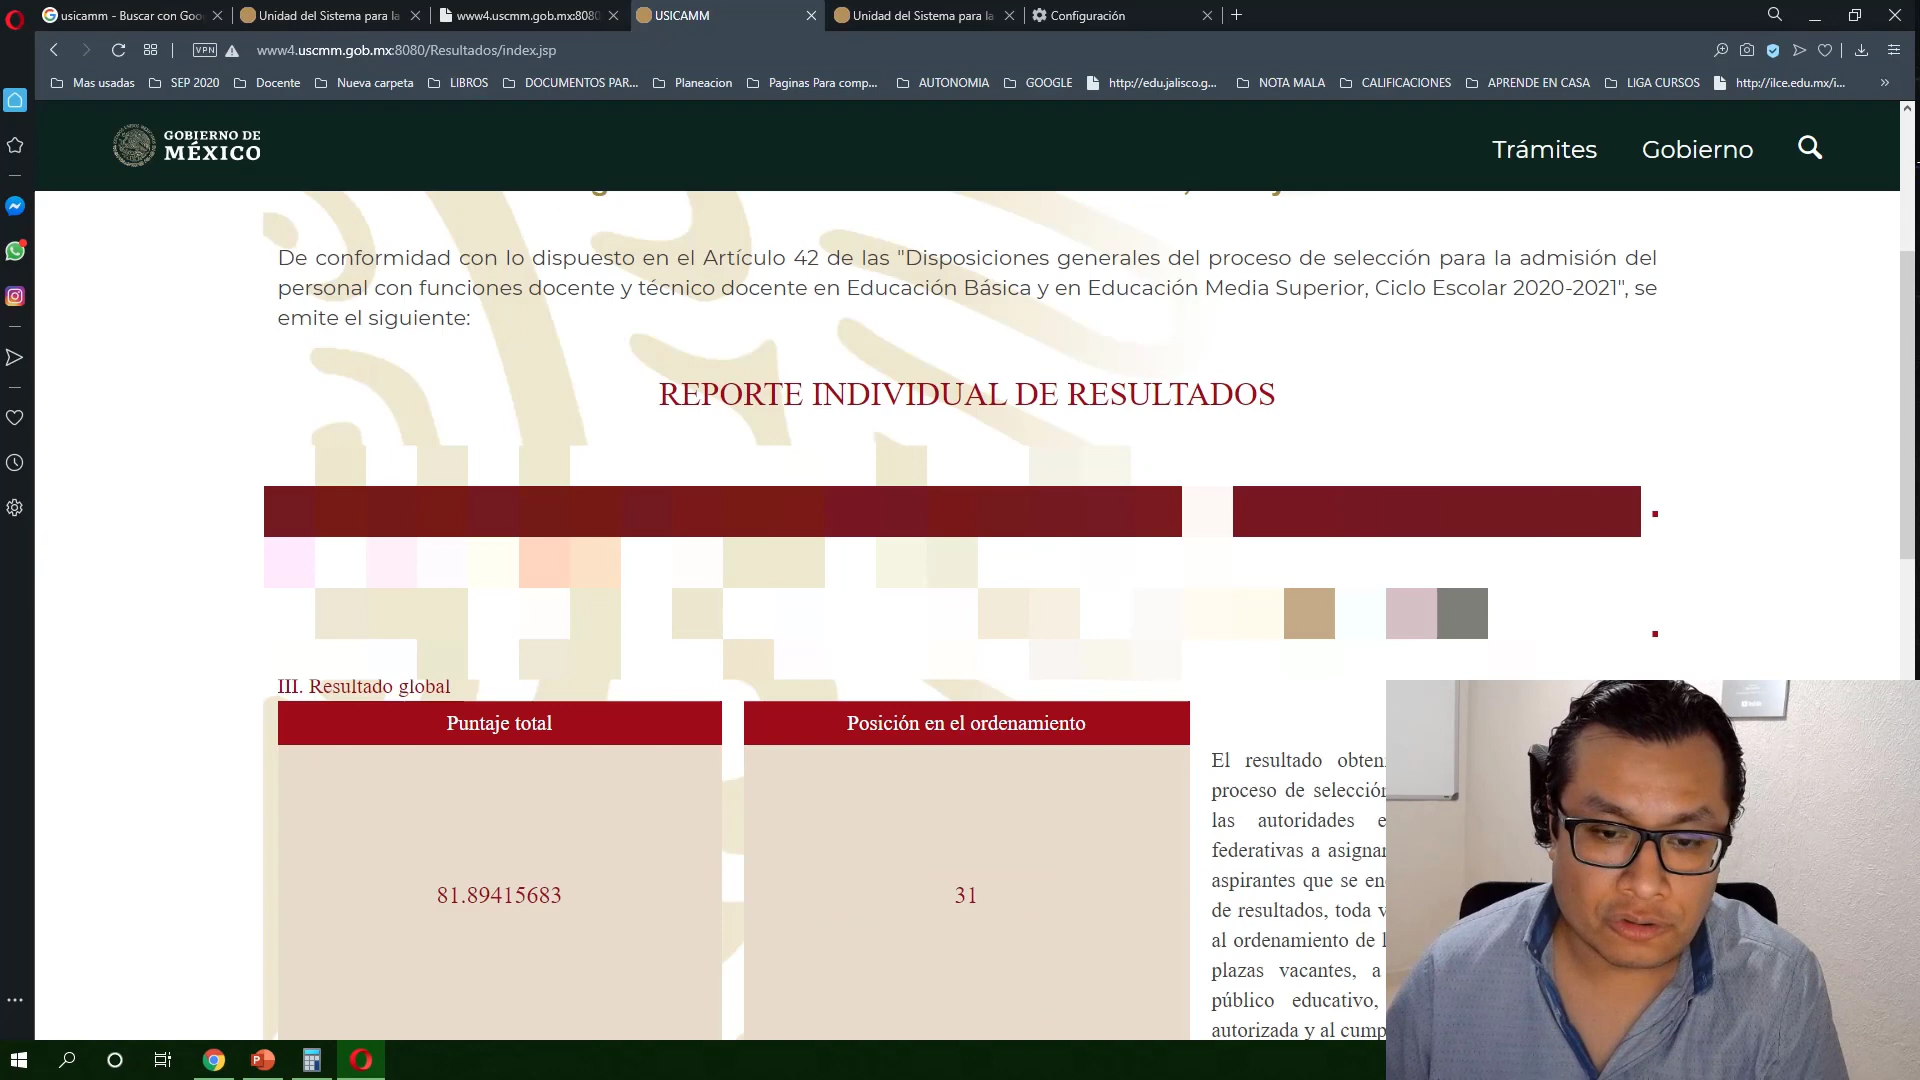 usicamm - Buscar con Goo
Unidad del Sistema para la
www4.uscmm.gob.mx:8080
USICAMM
Unidad del Sistema para la
Configuración
VPN
www4.uscmm.gob.mx:8080/Resultados/index.jsp
Mas usadas
SEP 2020
Docente
Nueva carpeta
LIBROS
DOCUMENTOS PAR...
Planeacion
Paginas Para comp...
AUTONOMIA
GOOGLE
http://edu.jalisco.g...
NOTA MALA
CALIFICACIONES
APRENDE EN CASA
LIGA CURSOS
http://ilce.edu.mx/i...
GOBIERNO DE
MÉXICO
Trámites
Gobierno
De conformidad con lo dispuesto en el Artículo 42 de las "Disposiciones generales del proceso de selección para la admisión del
personal con funciones docente y técnico docente en Educación Básica y en Educación Media Superior, Ciclo Escolar 2020-2021", se
emite el siguiente:
REPORTE INDIVIDUAL DE RESULTADOS
III. Resultado global
Puntaje total
Posición en el ordenamiento
81.89415683
31
El resultado obten
proceso de selección
las autoridades e
federativas a asignar
aspirantes que se en
de resultados, toda v
al ordenamiento de l
plazas vacantes, a
público educativo,
autorizada y al cump